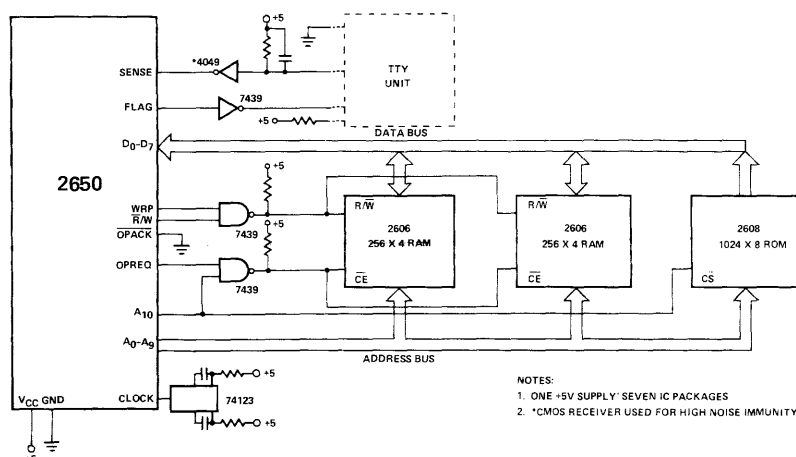 +5
*4049
SENSE
TTY
UNIT
7439
FLAG
+5
DATA BUS
D0-D7
2650
+5
WRP
R̅/W
7439
R/W̅
2606
256 X 4 RAM
R/W̅
2606
256 X 4 RAM
2608
1024 X 8 ROM
O̅P̅A̅C̅K̅
+5
OPREQ
7439
C̅E̅
C̅E̅
CS
A10
A0-A9
ADDRESS BUS
+5
CLOCK
74123
VCC GND
+5
+5
NOTES:
1. ONE +5V SUPPLY' SEVEN IC PACKAGES
2. *CMOS RECEIVER USED FOR HIGH NOISE IMMUNITY